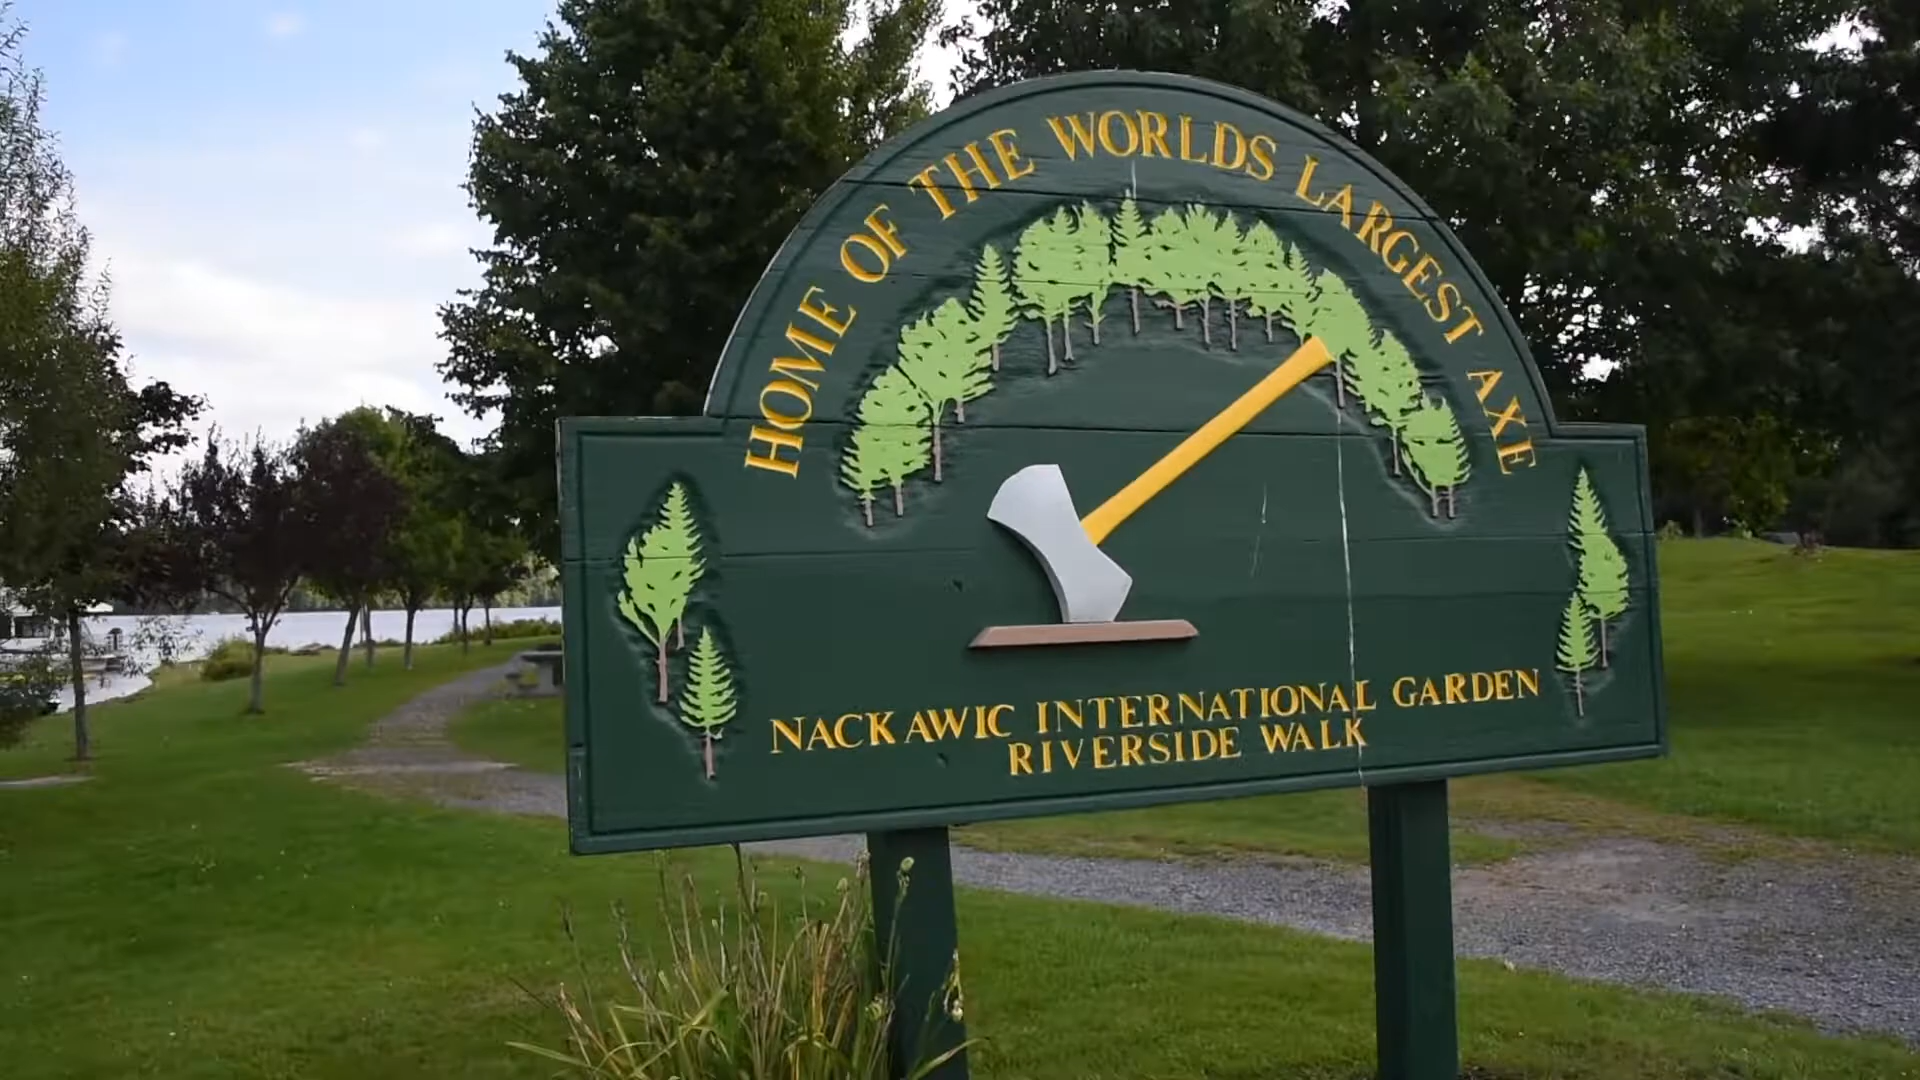 HOME OF THE WORLDS LARGEST AXE
NACKAWIC INTERNATIONAL GARDEN
RIVERSIDE WALK